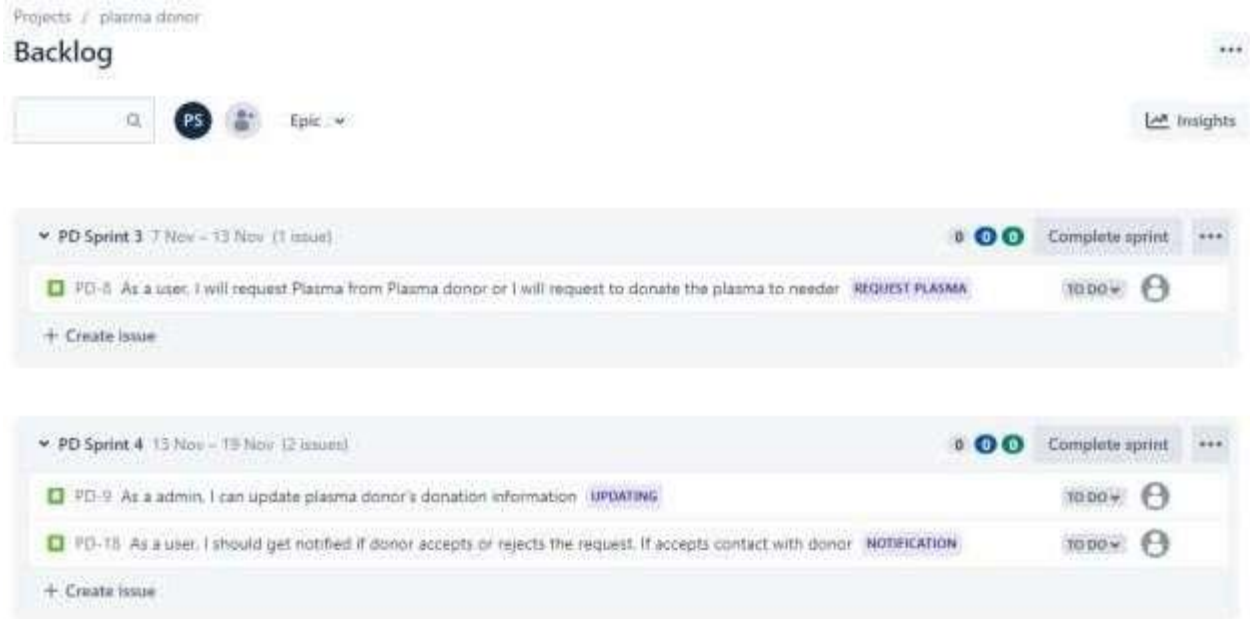 Projects / plasma donor
Backlog
PS Epic
Insights
PD Sprint 3 7 Nov – 13 Nov (1 issue) 0 0 0 Complete sprint
PD-8 As a user, I will request Plasma from Plasma donor or I will request to donate the plasma to needer REQUEST PLASMA TO DO
+ Create issue
PD Sprint 4 15 Nov – 19 Nov (2 issues) 0 0 0 Complete sprint
PD-9 As a admin, I can update plasma donor's donation information UPDATING TO DO
PD-18 As a user, I should get notified if donor accepts or rejects the request. If accepts contact with donor NOTIFICATION TO DO
+ Create issue